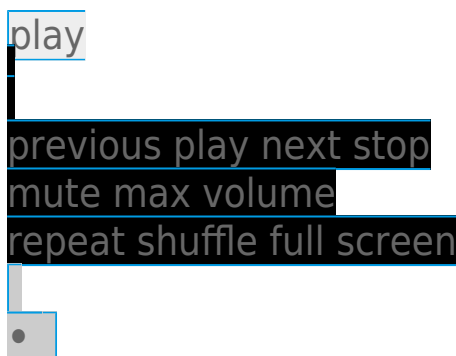 play
previous play next stop
mute max volume
repeat shuffle full screen
•